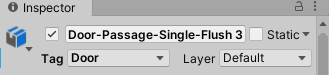 Inspector
Door-Passage-Single-Flush 3 Static
Tag Door Layer Default